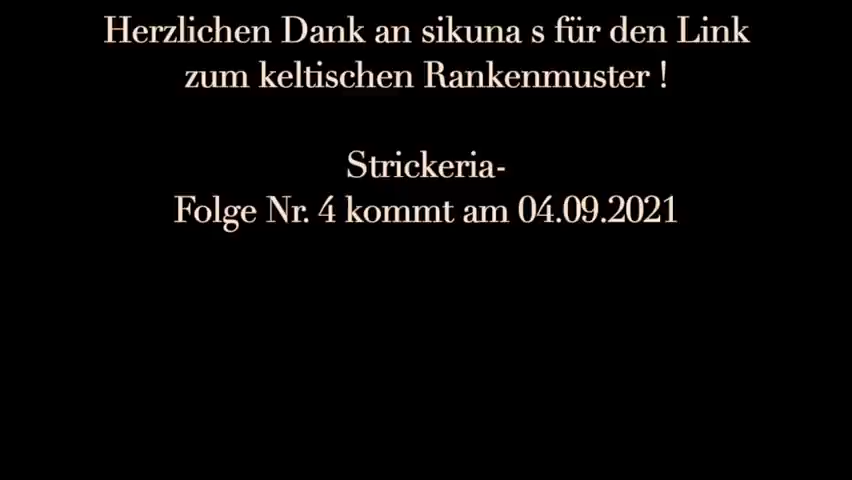 Herzlichen Dank an sikuna s für den Link
zum keltischen Rankenmuster !
Strickeria-
Folge Nr. 4 kommt am 04.09.2021